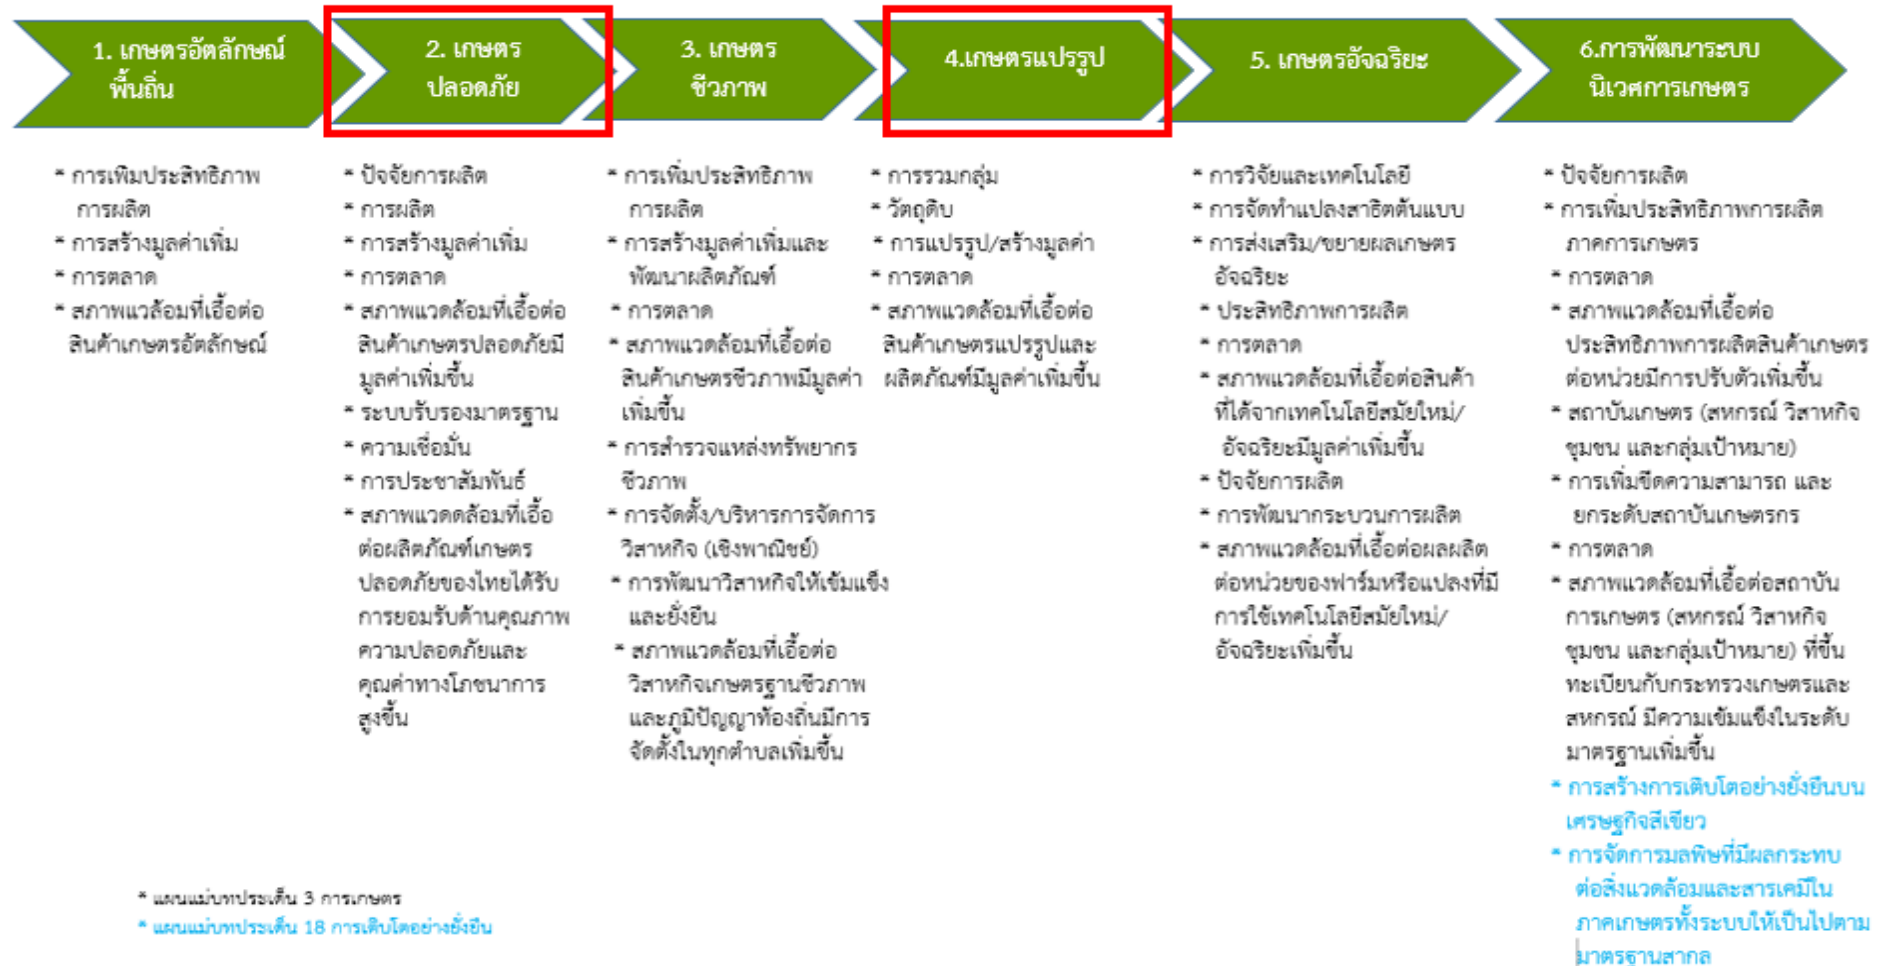 1. เกษตรอัตลักษณ์
พื้นถิ่น
2. เกษตร
ปลอดภัย
3. เกษตร
ชีวภาพ
4.เกษตรแปรรูป
5. เกษตรอัจฉริยะ
6.การพัฒนาระบบ
นิเวศการเกษตร
* การเพิ่มประสิทธิภาพ
การผลิต
* การสร้างมูลค่าเพิ่ม
* การตลาด
* สภาพแวล้อมที่เอื้อต่อ
สินค้าเกษตรอัตลักษณ์
* ปัจจัยการผลิต
* การผลิต
* การสร้างมูลค่าเพิ่ม
* การตลาด
* สภาพแวดล้อมที่เอื้อต่อ
สินค้าเกษตรปลอดภัยมี
มูลค่าเพิ่มขึ้น
* ระบบรับรองมาตรฐาน
* ความเชื่อมั่น
* การประชาสัมพันธ์
* สภาพแวดดล้อมที่เอื้อ
ต่อผลิตภัณฑ์เกษตร
ปลอดภัยของไทยได้รับ
การยอมรับด้านคุณภาพ
ความปลอดภัยและ
คุณค่าทางโภชนาการ
สูงขึ้น
* การเพิ่มประสิทธิภาพ
การผลิต
* การสร้างมูลค่าเพิ่มและ
พัฒนาผลิตภัณฑ์
* การตลาด
* สภาพแวดล้อมที่เอื้อต่อ
สินค้าเกษตรชีวภาพมีมูลค่า
เพิ่มขึ้น
* การสำรวจแหล่งทรัพยากร
ชีวภาพ
* การจัดตั้ง/บริหารการจัดการ
วิสาหกิจ (เชิงพาณิชย์)
* การพัฒนาวิสาหกิจให้เข้มแข็ง
และยั่งยืน
* สภาพแวดล้อมที่เอื้อต่อ
วิสาหกิจเกษตรฐานชีวภาพ
และภูมิปัญญาท้องถิ่นมีการ
จัดตั้งในทุกตำบลเพิ่มขึ้น
* การรวมกลุ่ม
* วัตถุดิบ
* การแปรรูป/สร้างมูลค่า
* การตลาด
* สภาพแวดล้อมที่เอื้อต่อ
สินค้าเกษตรแปรรูปและ
ผลิตภัณฑ์มีมูลค่าเพิ่มขึ้น
* การวิจัยและเทคโนโลยี
* การจัดทำแปลงสาธิตต้นแบบ
* การส่งเสริม/ขยายผลเกษตร
อัจฉริยะ
* ประสิทธิภาพการผลิต
* การตลาด
* สภาพแวดล้อมที่เอื้อต่อสินค้า
ที่ได้จากเทคโนโลยีสมัยใหม่/
อัจฉริยะมีมูลค่าเพิ่มขึ้น
* ปัจจัยการผลิต
* การพัฒนากระบวนการผลิต
* สภาพแวดล้อมที่เอื้อต่อผลผลิต
ต่อหน่วยของฟาร์มหรือแปลงที่มี
การใช้เทคโนโลยีสมัยใหม่/
อัจฉริยะเพิ่มขึ้น
* ปัจจัยการผลิต
* การเพิ่มประสิทธิภาพการผลิต
ภาคการเกษตร
* การตลาด
* สภาพแวดล้อมที่เอื้อต่อ
ประสิทธิภาพการผลิตสินค้าเกษตร
ต่อหน่วยมีการปรับตัวเพิ่มขึ้น
* สถาบันเกษตร (สหกรณ์ วิสาหกิจ
ชุมชน และกลุ่มเป้าหมาย)
* การเพิ่มขีดความสามารถ และ
ยกระดับสถาบันเกษตรกร
* การตลาด
* สภาพแวดล้อมที่เอื้อต่อสถาบัน
การเกษตร (สหกรณ์ วิสาหกิจ
ชุมชน และกลุ่มเป้าหมาย) ที่ขึ้น
ทะเบียนกับกระทรวงเกษตรและ
สหกรณ์ มีความเข้มแข็งในระดับ
มาตรฐานเพิ่มขึ้น
* การสร้างการเติบโตอย่างยั่งยืนบน
เศรษฐกิจสีเขียว
* การจัดการมลพิษที่มีผลกระทบ
ต่อสิ่งแวดล้อมและสารเคมีใน
ภาคเกษตรทั้งระบบให้เป็นไปตาม
มาตรฐานสากล
* แผนแม่บทประเด็น 3 การเกษตร
* แผนแม่บทประเด็น 18 การเติบโตอย่างยั่งยืน